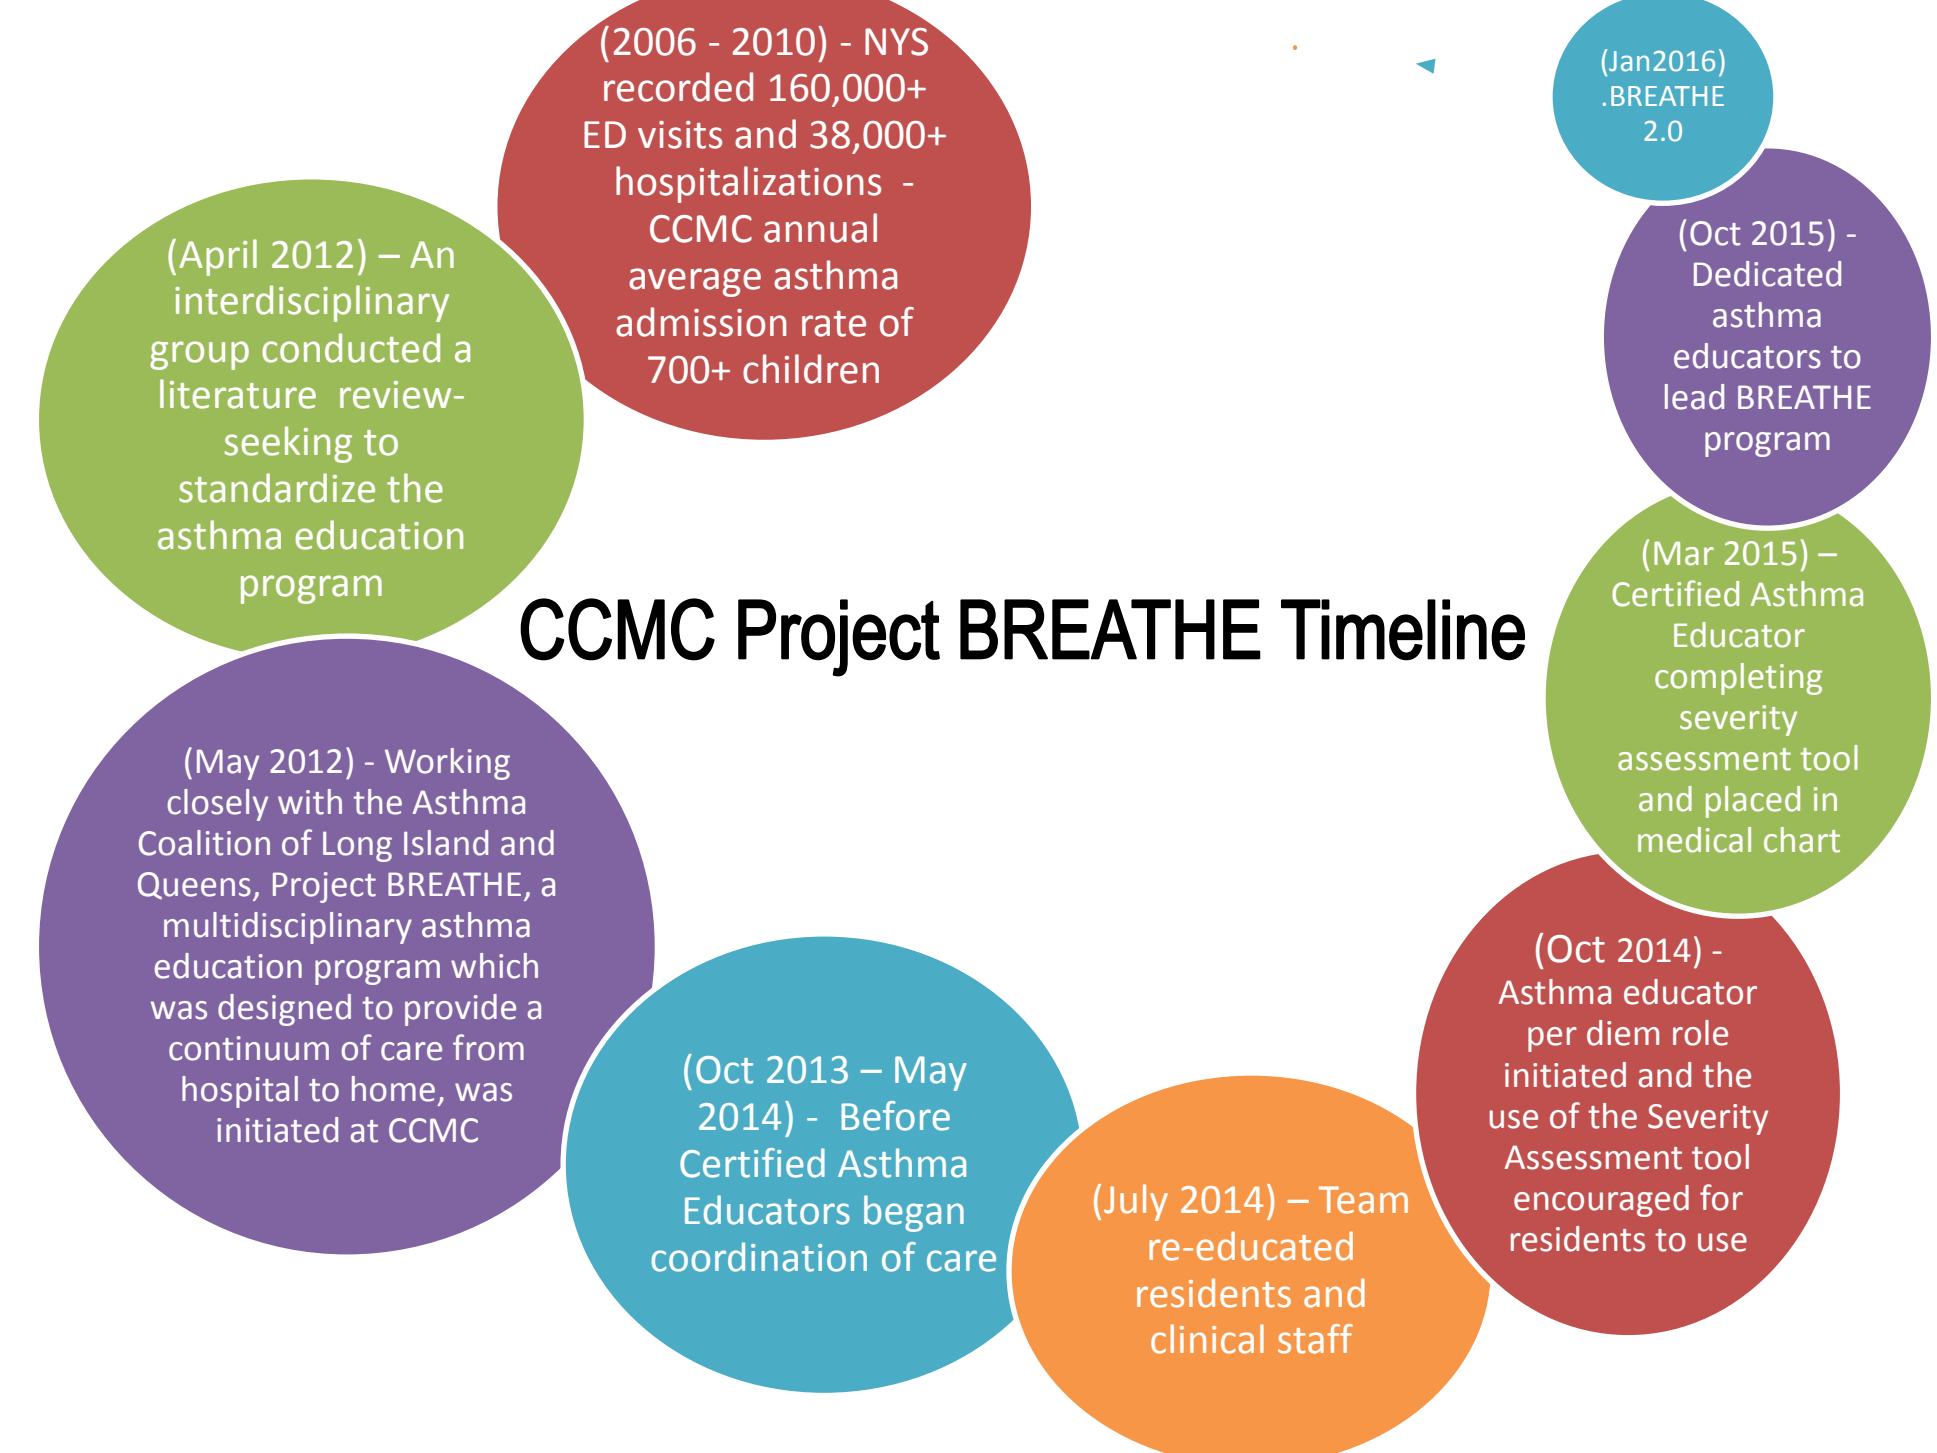 (2006 - 2010) - NYS
recorded 160,000+
ED visits and 38,000+
hospitalizations  -
CCMC annual
average asthma
admission rate of
700+ children
(April 2012) – An
interdisciplinary
group conducted a
literature  review-
seeking to
standardize the
asthma education
program
CCMC Project BREATHE Timeline
(May 2012) - Working
closely with the Asthma
Coalition of Long Island and
Queens, Project BREATHE, a
multidisciplinary asthma
education program which
was designed to provide a
continuum of care from
hospital to home, was
initiated at CCMC
(Oct 2013 – May
2014) -  Before
Certified Asthma
Educators began
coordination of care
(July 2014) – Team
re-educated
residents and
clinical staff
(Oct 2014) -
Asthma educator
per diem role
initiated and the
use of the Severity
Assessment tool
encouraged for
residents to use
(Mar 2015) –
Certified Asthma
Educator
completing
severity
assessment tool
and placed in
medical chart
(Oct 2015) -
Dedicated
asthma
educators to
lead BREATHE
program
(Jan2016)
.BREATHE
2.0